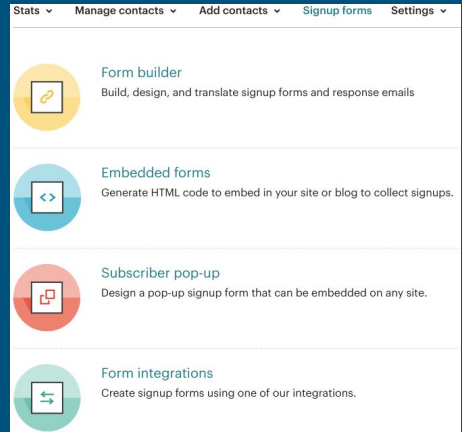 Stats Manage contacts Add contacts Signup forms Settings
Form builder
Build, design, and translate signup forms and response emails
Embedded forms
Generate HTML code to embed in your site or blog to collect signups.
Subscriber pop-up
Design a pop-up signup form that can be embedded on any site.
Form integrations
Create signup forms using one of our integrations.